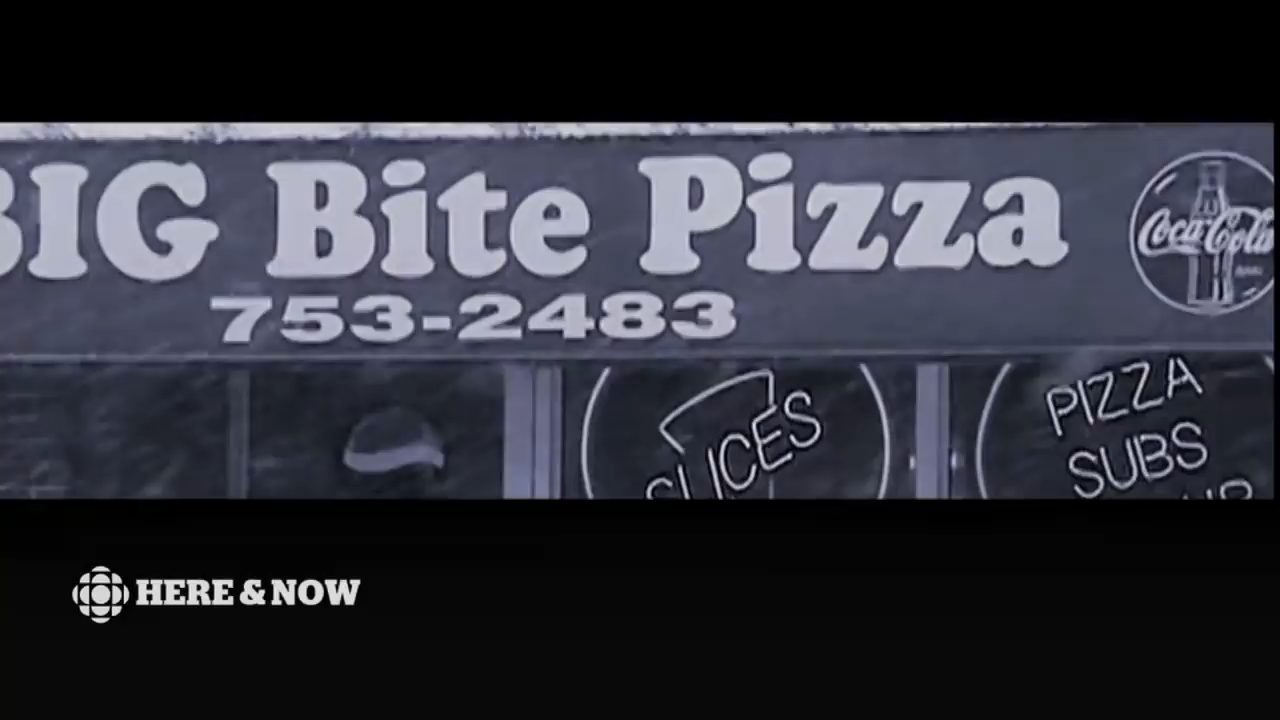 BIG Bite Pizza
753-2483
Coca-Cola
SLICES
PIZZA
SUBS
HERE & NOW